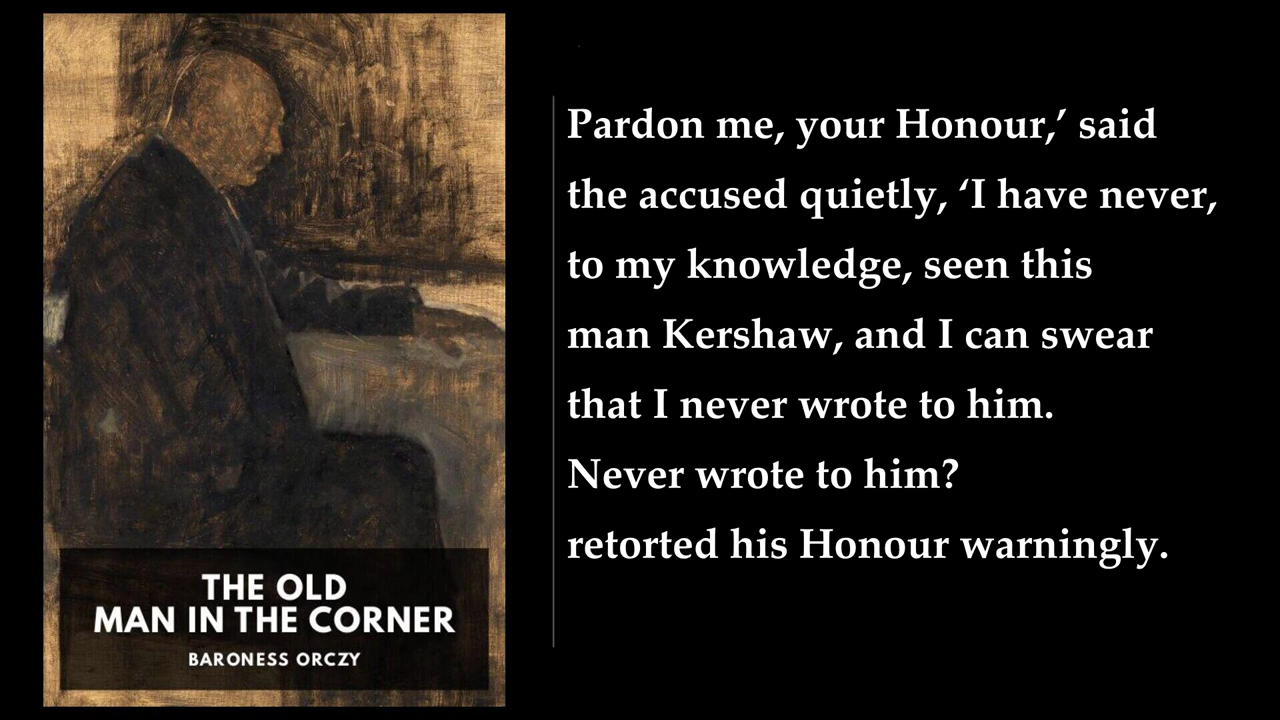 THE OLD
MAN IN THE CORNER
BARONESS ORCZY
Pardon me, your Honour,’ said
the accused quietly, ‘I have never,
to my knowledge, seen this
man Kershaw, and I can swear
that I never wrote to him.
Never wrote to him?
retorted his Honour warningly.